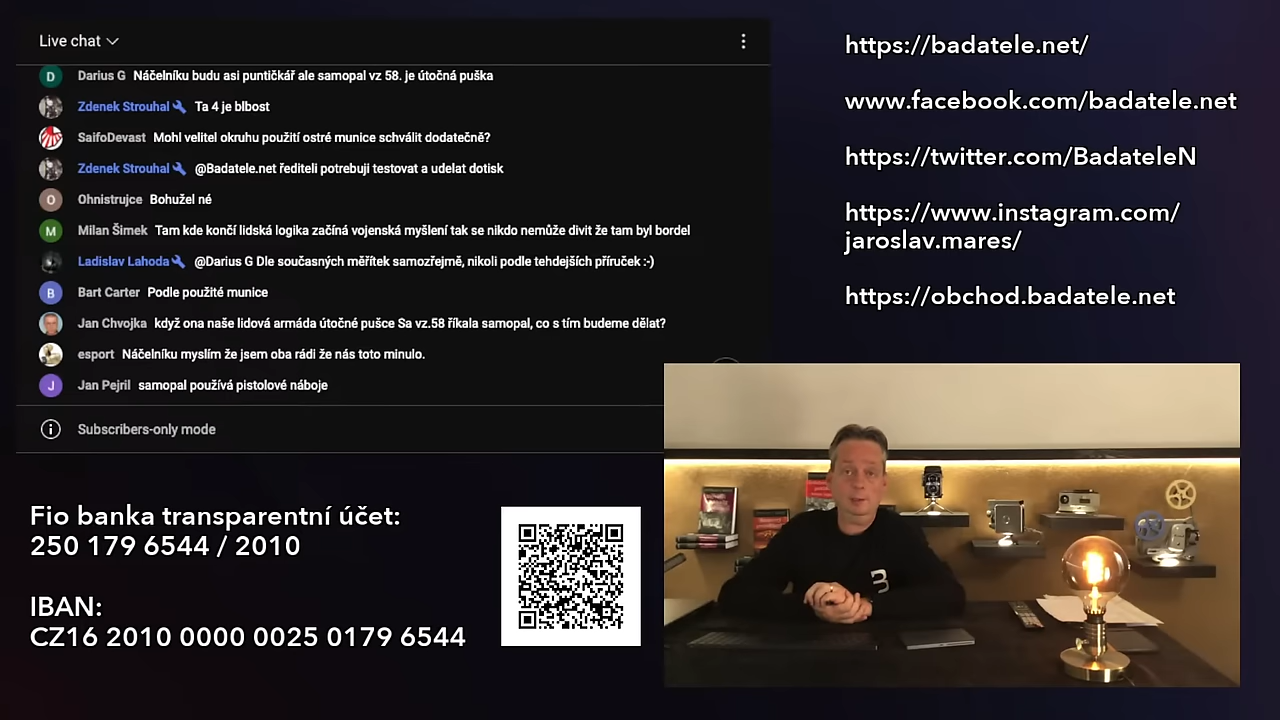 Live chat
Darius G Náčelníku budu asi puntičkář ale samopal vz 58. je útočná puška
Zdenek Strouhal Ta 4 je blbost
SaifoDevast Mohl velitel okruhu použití ostré munice schválit dodatečně?
Zdenek Strouhal @Badatele.net řediteli potrebuji testovat a udelat dotisk
Ohnistrujce Bohužel né
Milan Šimek Tam kde končí lidská logika začíná vojenská myšlení tak se nikdo nemůže divit že tam byl bordel
Ladislav Lahoda @Darius G Dle současných měřítek samozřejmě, nikoli podle tehdejších příruček :-)
Bart Carter Podle použité munice
Jan Chvojka když ona naše lidová armáda útočné pušce Sa vz.58 říkala samopal, co s tím budeme dělat?
esport Náčelníku myslím že jsem oba rádi že nás toto minulo.
Jan Pejril samopal používá pistolové náboje
Subscribers-only mode
https://badatele.net/
www.facebook.com/badatele.net
https://twitter.com/BadateleN
https://www.instagram.com/
jaroslav.mares/
https://obchod.badatele.net
Fio banka transparentní účet:
250 179 6544 / 2010
IBAN:
CZ16 2010 0000 0025 0179 6544